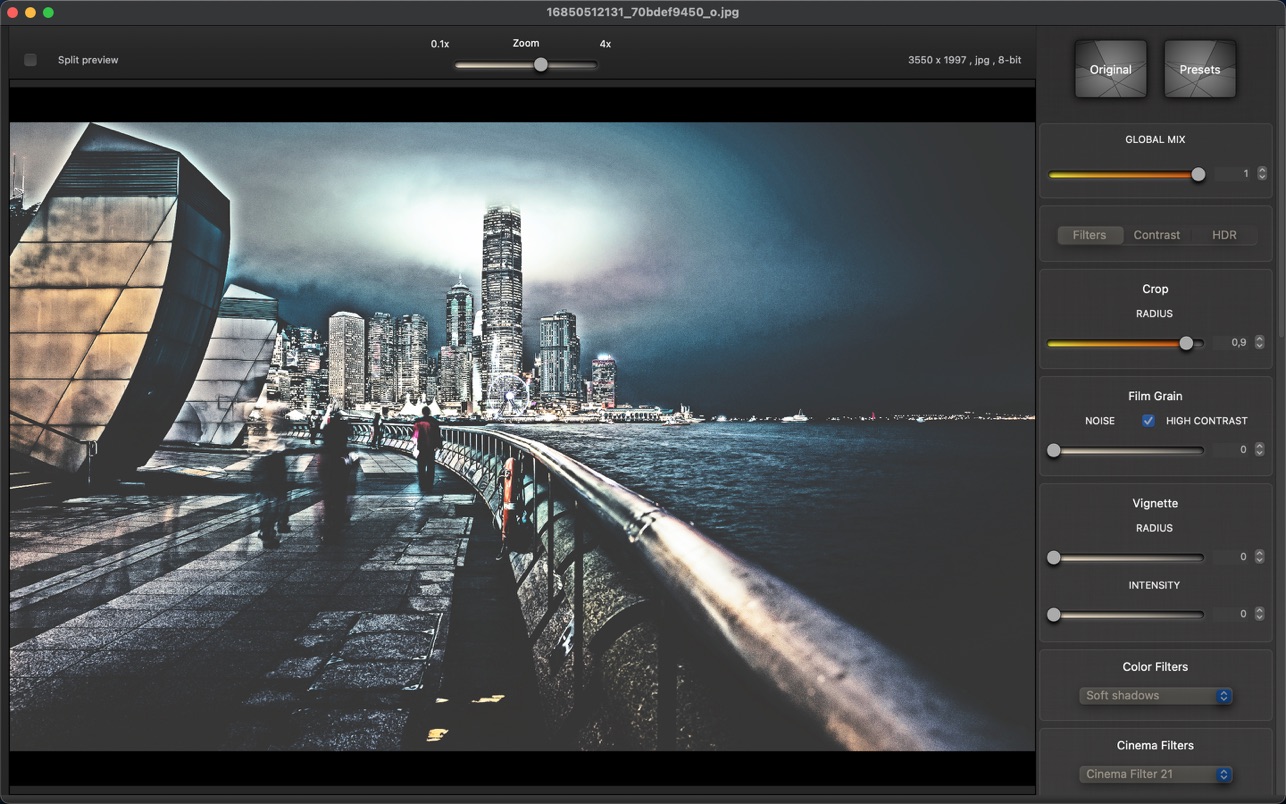 16850512131_70bdef9450_o.jpg
0.1x Zoom 4x
Split preview
3550 x 1997 , jpg , 8-bit
Original Presets
GLOBAL MIX
1
Filters Contrast HDR
Crop
RADIUS
0,9
Film Grain
NOISE HIGH CONTRAST
0
Vignette
RADIUS
0
INTENSITY
0
Color Filters
Soft shadows
Cinema Filters
Cinema Filter 21